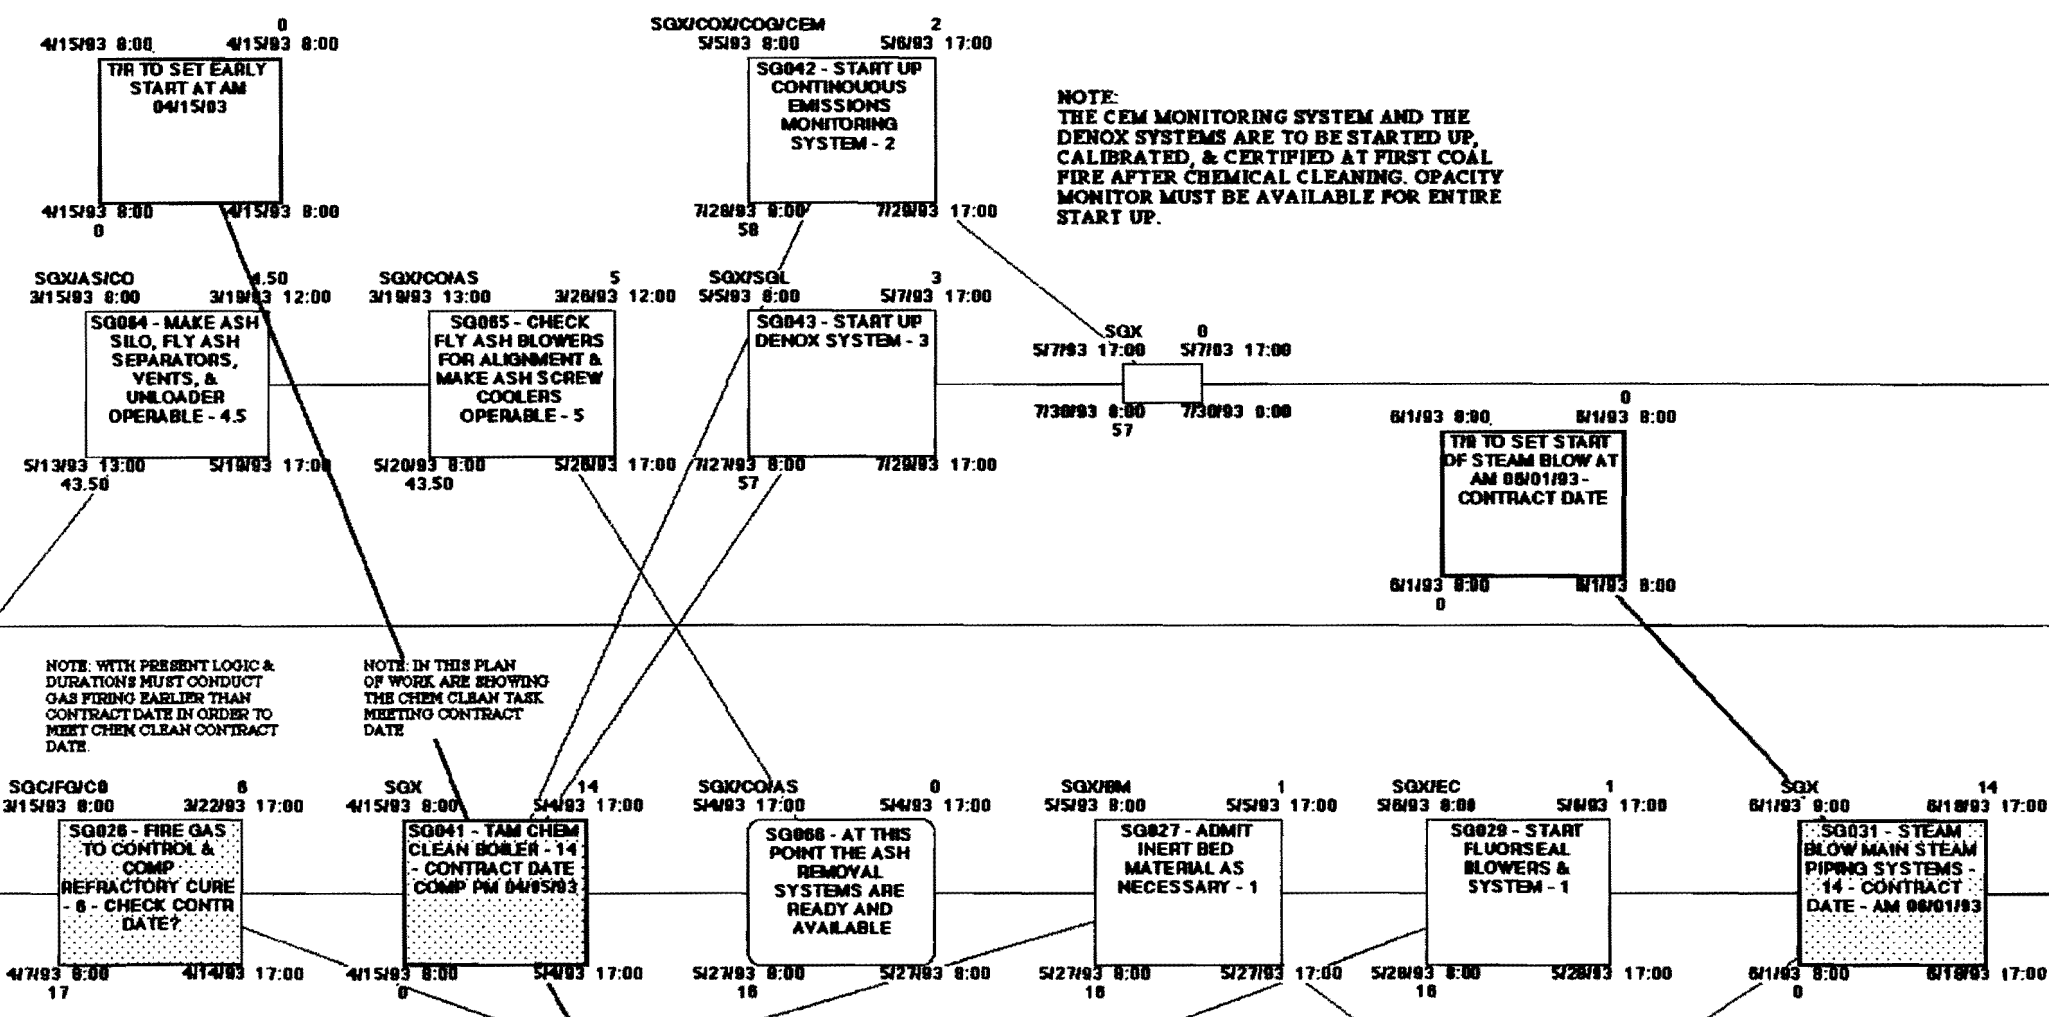 0
4/15/93 8:00 4/15/93 8:00
T/R TO SET EARLY
START AT AM
04/15/93
4/15/93 8:00 4/15/93 8:00
0
SGX/COX/COG/CEM 2
5/5/93 8:00 5/6/93 17:00
SG042 - START UP
CONTINOUOUS
EMISSIONS
MONITORING
SYSTEM - 2
7/28/93 8:00 7/29/93 17:00
58
NOTE:
THE CEM MONITORING SYSTEM AND THE
DENOX SYSTEMS ARE TO BE STARTED UP,
CALIBRATED, & CERTIFIED AT FIRST COAL
FIRE AFTER CHEMICAL CLEANING. OPACITY
MONITOR MUST BE AVAILABLE FOR ENTIRE
START UP.
SGX/AS/CO 4.50
3/15/93 8:00 3/19/93 12:00
SG064 - MAKE ASH
SILO, FLY ASH
SEPARATORS,
VENTS, &
UNLOADER
OPERABLE - 4.5
5/13/93 13:00 5/19/93 17:00
43.50
SGX/CO/AS 5
3/19/93 13:00 3/26/93 12:00
SG065 - CHECK
FLY ASH BLOWERS
FOR ALIGNMENT &
MAKE ASH SCREW
COOLERS
OPERABLE - 5
5/20/93 8:00 5/26/93 17:00
43.50
SGX/SGL 3
5/5/93 8:00 5/7/93 17:00
SG043 - START UP
DENOX SYSTEM - 3
7/27/93 8:00 7/29/93 17:00
57
SGX 0
5/7/93 17:00 5/7/93 17:00
7/30/93 8:00 7/30/93 8:00
57
0
6/1/93 8:00 6/1/93 8:00
T/R TO SET START
OF STEAM BLOW AT
AM 06/01/93 -
CONTRACT DATE
6/1/93 8:00 6/1/93 8:00
0
NOTE: WITH PRESENT LOGIC &
DURATIONS MUST CONDUCT
GAS FIRING EARLIER THAN
CONTRACT DATE IN ORDER TO
MEET CHEM CLEAN CONTRACT
DATE.
NOTE: IN THIS PLAN
OF WORK ARE SHOWING
THE CHEM CLEAN TASK
MEETING CONTRACT
DATE
SGC/FG/CO 6
3/15/93 8:00 3/22/93 17:00
SG026 - FIRE GAS
TO CONTROL &
COMP
REFRACTORY CURE
- 6 - CHECK CONTR
DATE?
4/7/93 8:00 4/14/93 17:00
17
SGX 14
4/15/93 8:00 5/4/93 17:00
SG041 - TAM CHEM
CLEAN BOILER - 14
- CONTRACT DATE
COMP PM 04/05/93
4/15/93 8:00 5/4/93 17:00
0
SGX/CO/AS 0
5/4/93 17:00 5/4/93 17:00
SG066 - AT THIS
POINT THE ASH
REMOVAL
SYSTEMS ARE
READY AND
AVAILABLE
5/27/93 8:00 5/27/93 8:00
16
SGX/BM 1
5/5/93 8:00 5/5/93 17:00
SG027 - ADMIT
INERT BED
MATERIAL AS
NECESSARY - 1
5/27/93 8:00 5/27/93 17:00
16
SGX/EC 1
5/6/93 8:00 5/6/93 17:00
SG029 - START
FLUORSEAL
BLOWERS &
SYSTEM - 1
5/28/93 8:00 5/28/93 17:00
16
SGX 14
6/1/93 8:00 6/18/93 17:00
SG031 - STEAM
BLOW MAIN STEAM
PIPING SYSTEMS -
14 - CONTRACT
DATE - AM 06/01/93
6/1/93 8:00 6/18/93 17:00
0